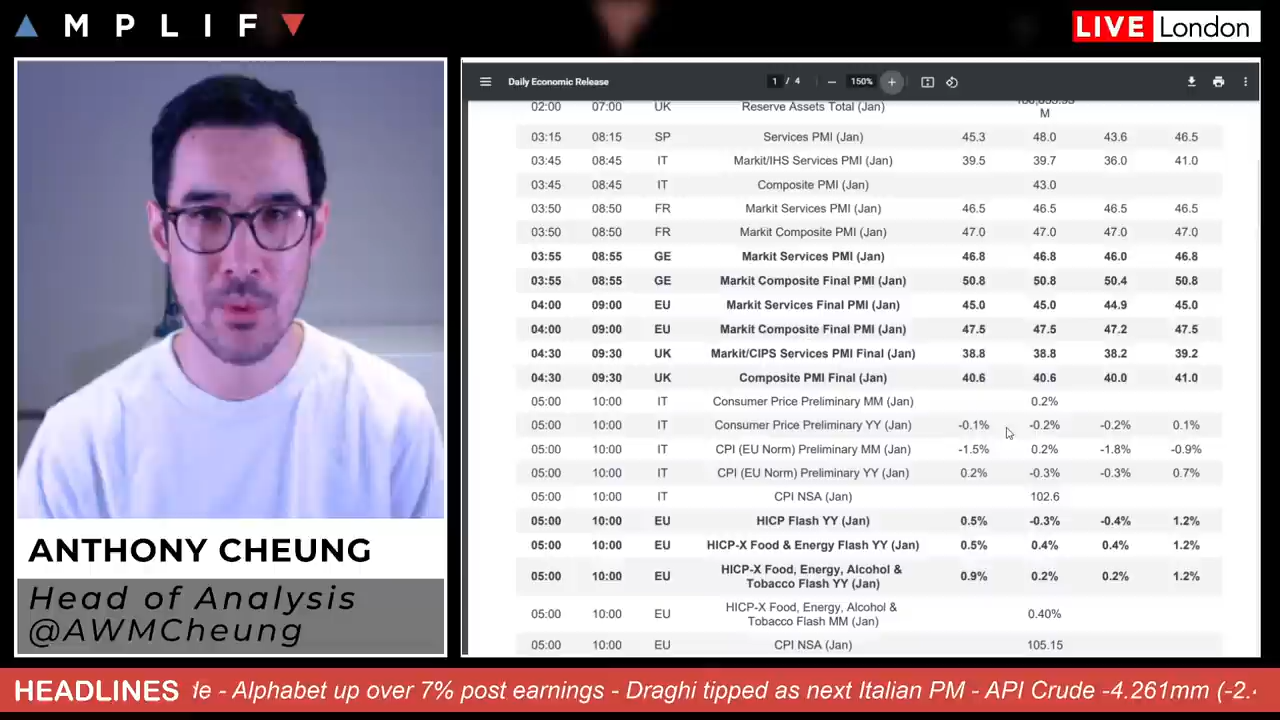 AMPLIFY
LIVE London
Daily Economic Release
1 / 4
150%
02:00 07:00 UK Reserve Assets Total (Jan)
M
03:15 08:15 SP Services PMI (Jan) 45.3 48.0 43.6 46.5
03:45 08:45 IT Markit/IHS Services PMI (Jan) 39.5 39.7 36.0 41.0
03:45 08:45 IT Composite PMI (Jan) 43.0
03:50 08:50 FR Markit Services PMI (Jan) 46.5 46.5 46.5 46.5
03:50 08:50 FR Markit Composite PMI (Jan) 47.0 47.0 47.0 47.0
03:55 08:55 GE Markit Services PMI (Jan) 46.8 46.8 46.0 46.8
03:55 08:55 GE Markit Composite Final PMI (Jan) 50.8 50.8 50.4 50.8
04:00 09:00 EU Markit Services Final PMI (Jan) 45.0 45.0 44.9 45.0
04:00 09:00 EU Markit Composite Final PMI (Jan) 47.5 47.5 47.2 47.5
04:30 09:30 UK Markit/CIPS Services PMI Final (Jan) 38.8 38.8 38.2 39.2
04:30 09:30 UK Composite PMI Final (Jan) 40.6 40.6 40.0 41.0
05:00 10:00 IT Consumer Price Preliminary MM (Jan) 0.2%
05:00 10:00 IT Consumer Price Preliminary YY (Jan) -0.1% -0.2% -0.2% 0.1%
05:00 10:00 IT CPI (EU Norm) Preliminary MM (Jan) -1.5% 0.2% -1.8% -0.9%
05:00 10:00 IT CPI (EU Norm) Preliminary YY (Jan) 0.2% -0.3% -0.3% 0.7%
05:00 10:00 IT CPI NSA (Jan) 102.6
05:00 10:00 EU HICP Flash YY (Jan) 0.5% -0.3% -0.4% 1.2%
05:00 10:00 EU HICP-X Food & Energy Flash YY (Jan) 0.5% 0.4% 0.4% 1.2%
05:00 10:00 EU HICP-X Food, Energy, Alcohol & 0.9% 0.2% 0.2% 1.2%
Tobacco Flash YY (Jan)
05:00 10:00 EU HICP-X Food, Energy, Alcohol & 0.40%
Tobacco Flash MM (Jan)
05:00 10:00 EU CPI NSA (Jan) 105.15
ANTHONY CHEUNG
Head of Analysis
@AWMCheung
HEADLINES - Alphabet up over 7% post earnings - Draghi tipped as next Italian PM - API Crude -4.261mm